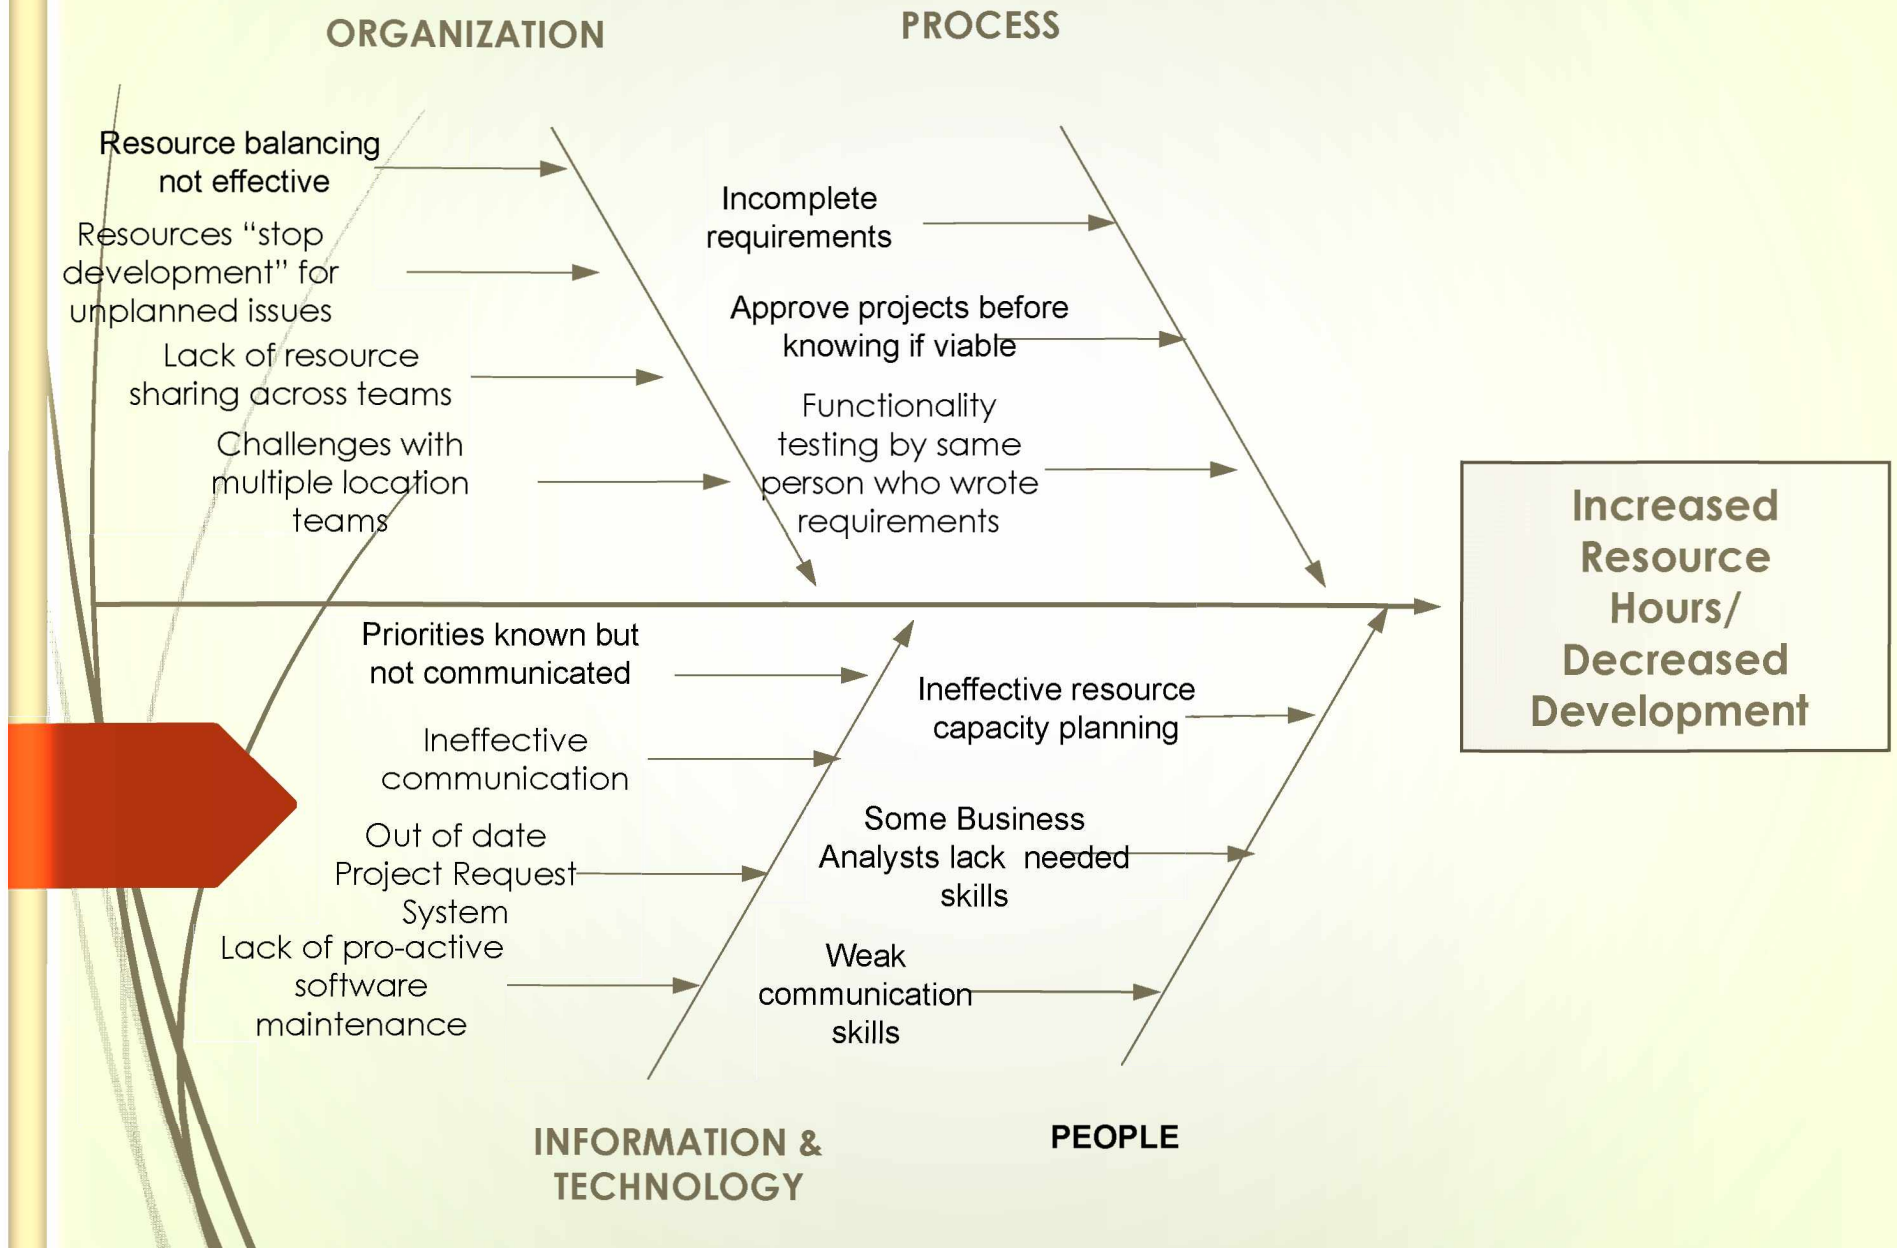 ORGANIZATION
PROCESS
Resource balancing
not effective
Resources “stop
development” for
unplanned issues
Lack of resource
sharing across teams
Challenges with
multiple location
teams
Incomplete
requirements
Approve projects before
knowing if viable
Functionality
testing by same
person who wrote
requirements
Increased
Resource
Hours/
Decreased
Development
Priorities known but
not communicated
Ineffective
communication
Out of date
Project Request
System
Lack of pro-active
software
maintenance
Ineffective resource
capacity planning
Some Business
Analysts lack  needed
skills
Weak
communication
skills
INFORMATION &
TECHNOLOGY
PEOPLE